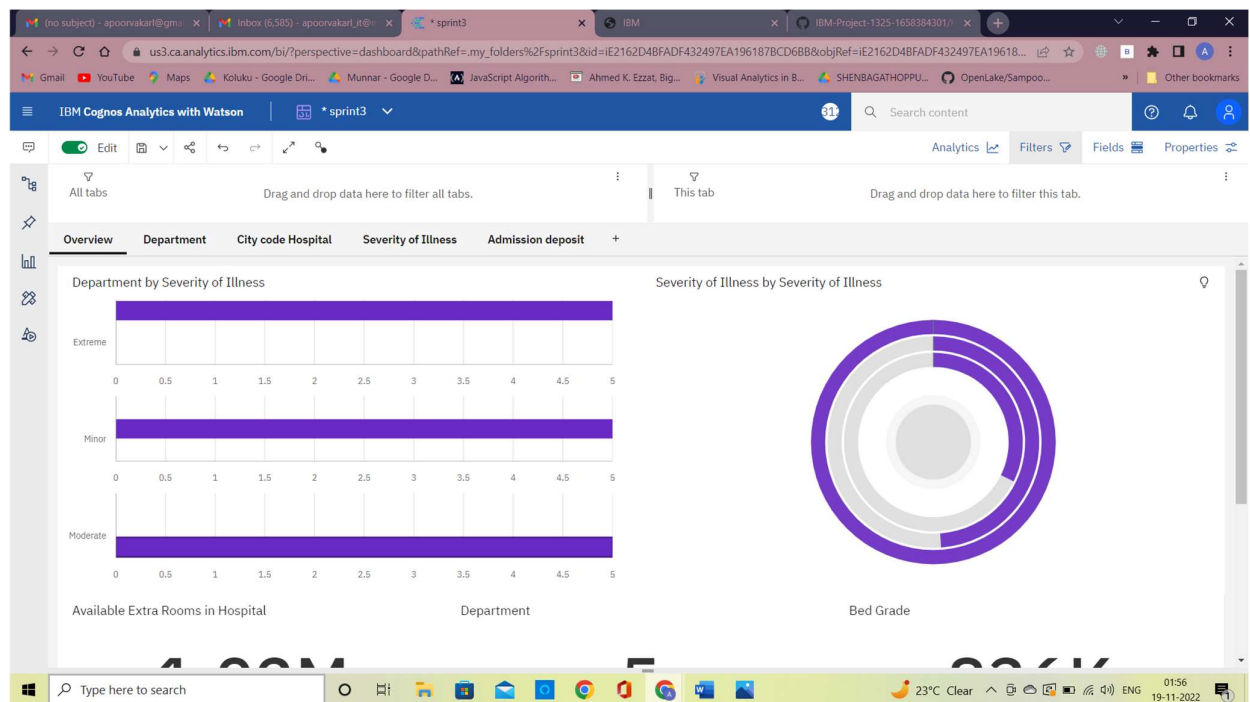 (no subject) - apoorvakarl@gma
Inbox (6,585) - apoorvakarl_it@
* sprint3
IBM
IBM-Project-1325-1658384301/
us3.ca.analytics.ibm.com/bi/?perspective=dashboard&pathRef=.my_folders%2Fsprint3&id=iE2162D4BFADF432497EA196187BCD6BB&objRef=iE2162D4BFADF432497EA19618...
Gmail YouTube Maps Koluku - Google Dri... Munnar - Google D... JavaScript Algorith... Ahmed K. Ezzat, Big... Visual Analytics in B... SHENBAGATHOPPU... OpenLake/Sampoo... » Other bookmarks
IBM Cognos Analytics with Watson * sprint3 Search content
Edit Analytics Filters Fields Properties
All tabs Drag and drop data here to filter all tabs. This tab Drag and drop data here to filter this tab.
Overview Department City code Hospital Severity of Illness Admission deposit +
Department by Severity of Illness
Extreme
0 0.5 1 1.5 2 2.5 3 3.5 4 4.5 5
Minor
0 0.5 1 1.5 2 2.5 3 3.5 4 4.5 5
Moderate
0 0.5 1 1.5 2 2.5 3 3.5 4 4.5 5
Severity of Illness by Severity of Illness
Available Extra Rooms in Hospital Department Bed Grade
Type here to search
23°C Clear ENG 01:56
19-11-2022